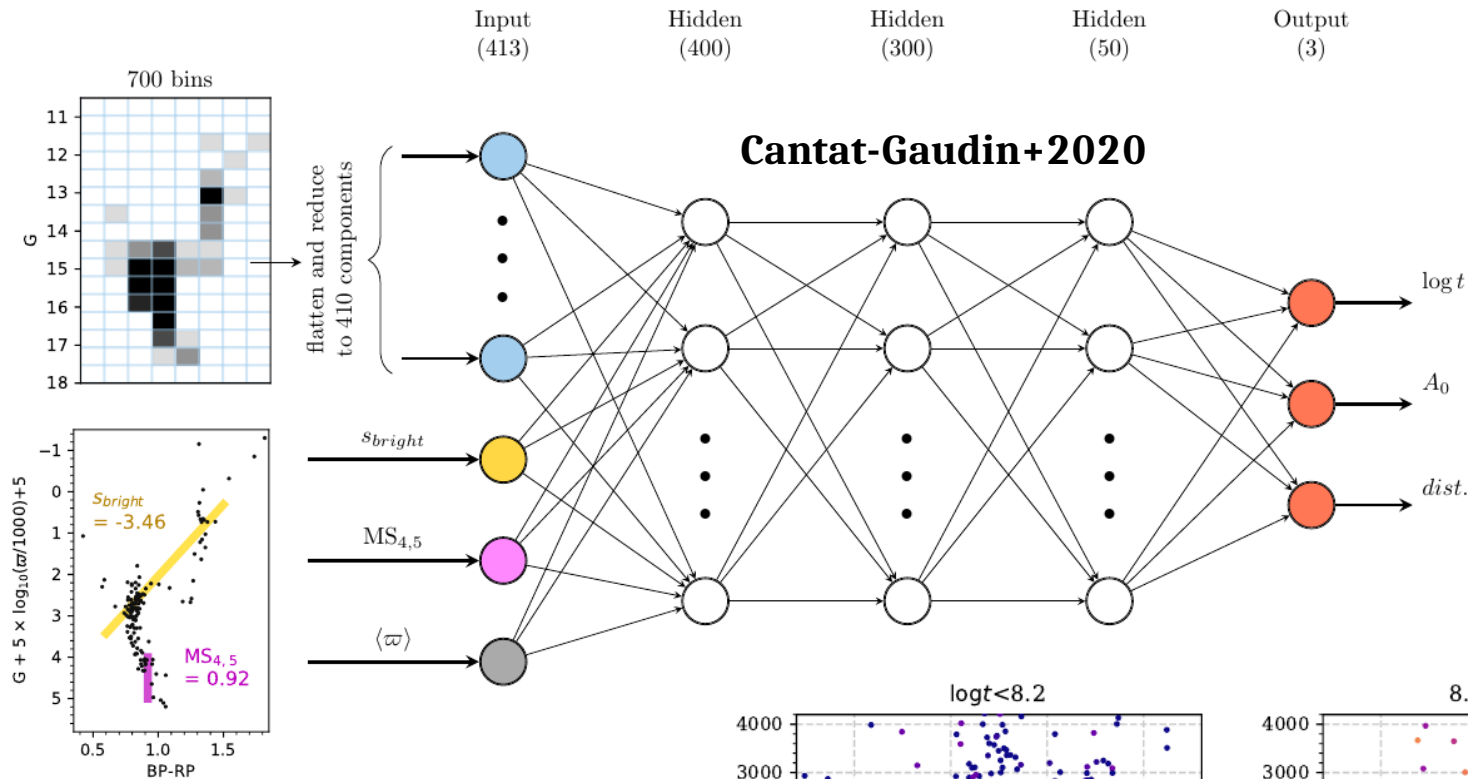 Input
(413)
Hidden
(400)
Hidden
(300)
Hidden
(50)
Output
(3)
700 bins
11
12
13
14
15
16
17
18
G
flatten and reduce
to 410 components
Cantat-Gaudin+2020
log t
A₀
dist.
s_bright
MS₄,₅
⟨ϖ⟩
−1
0
1
2
3
4
5
G + 5 × log₁₀(ϖ/1000)+5
s_bright
= -3.46
MS₄,₅
= 0.92
0.5 1.0 1.5
BP-RP
logt<8.2
4000
3000
8.
4000
3000